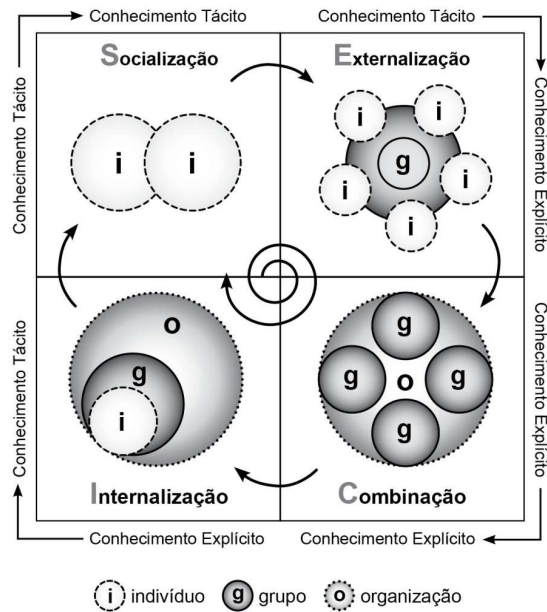 Conhecimento Tácito
Conhecimento Tácito
Conhecimento Tácito
Socialização
Externalização
Conhecimento Explícito
i
i
i
i
i
i
i
g
Conhecimento Tácito
o
g
i
Internalização
g
g
o
g
g
Combinação
Conhecimento Explícito
Conhecimento Explícito
Conhecimento Explícito
i indivíduo
g grupo
o organização